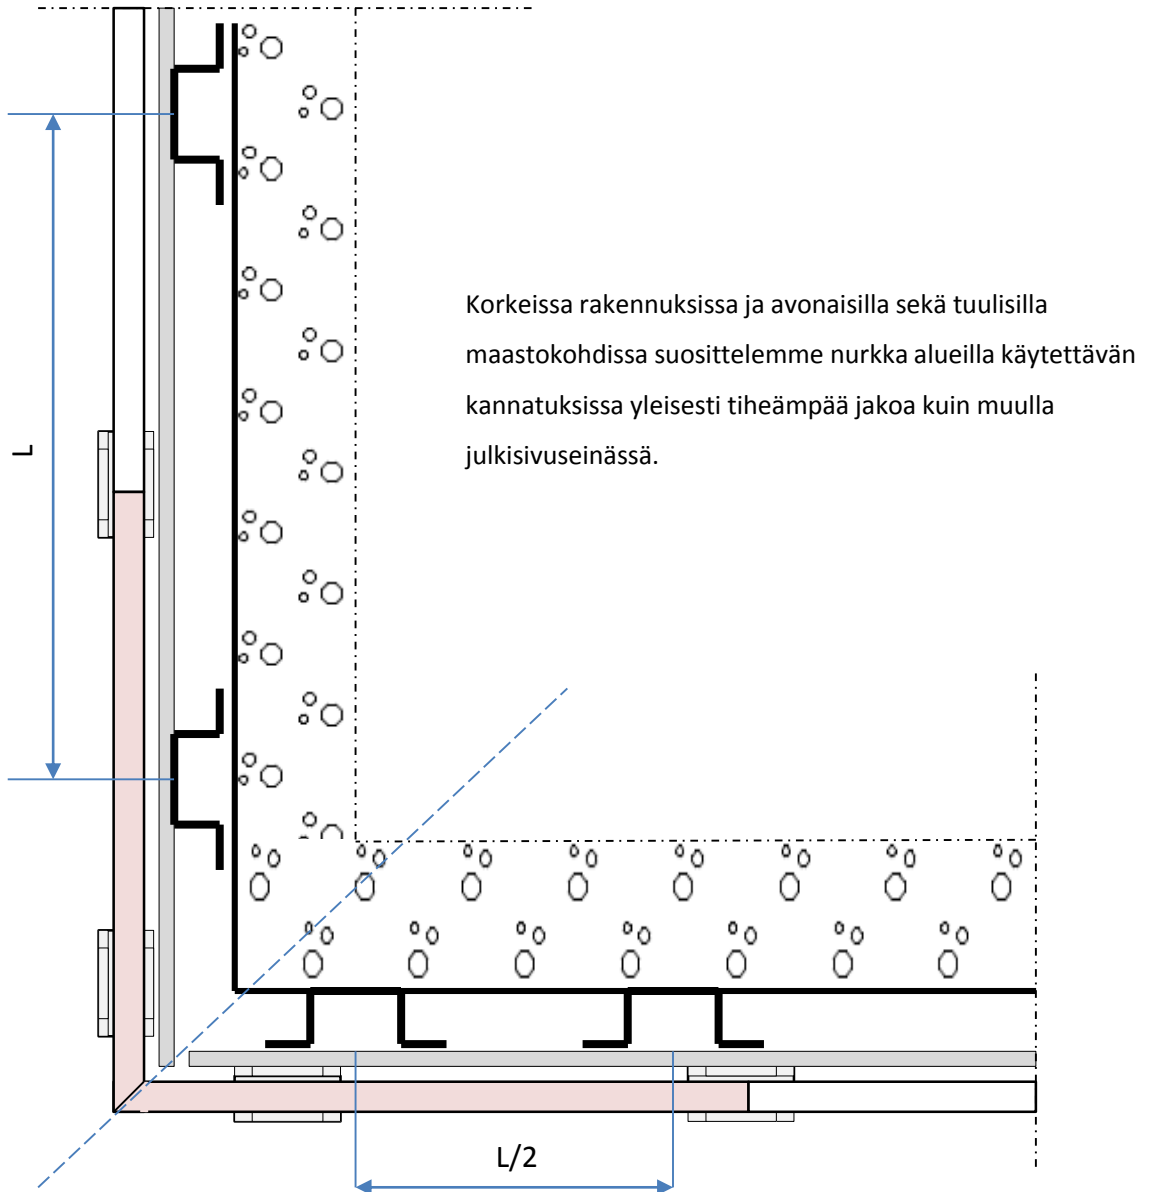 Korkeissa rakennuksissa ja avonaisilla sekä tuulisilla
maastokohdissa suosittelemme nurkka alueilla käytettävän
kannatuksissa yleisesti tiheämpää jakoa kuin muulla
julkisivuseinässä.
L
L/2